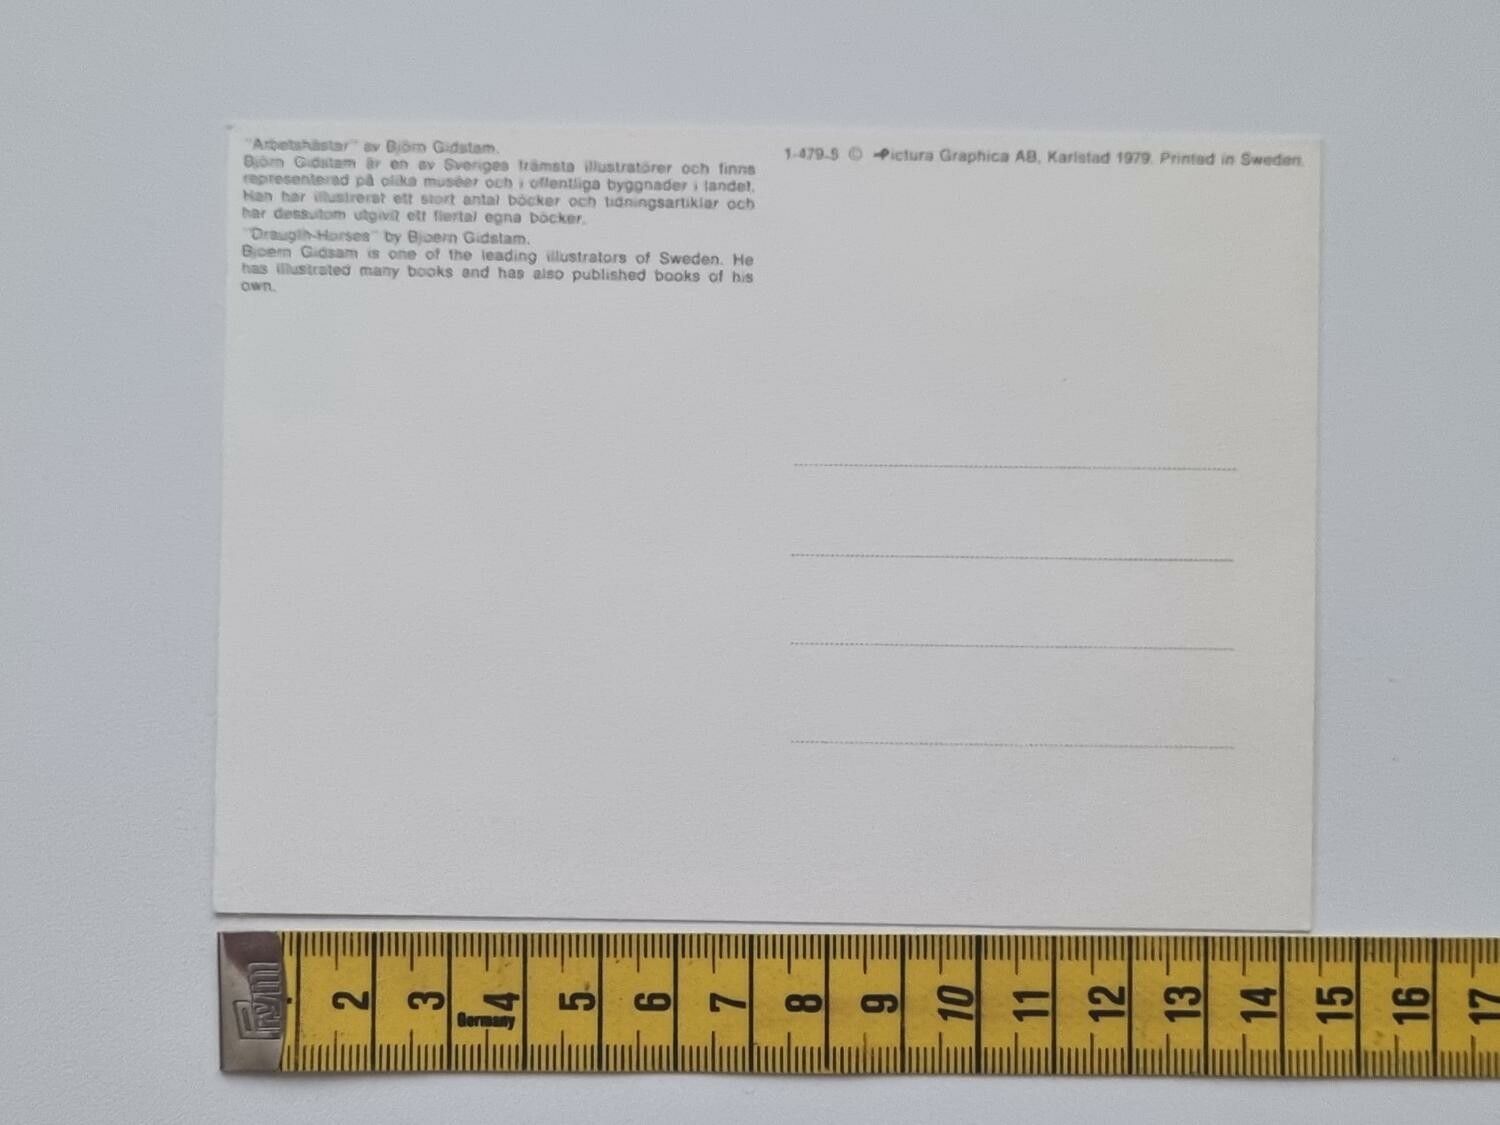 "Arbetshästar" av Björn Gidstam.
Björn Gidstam är en av Sveriges främsta illustratörer och finns
representerad på olika muséer och i offentliga byggnader i landet.
Han har illustrerat ett stort antal böcker och tidningsartiklar och
har dessutom utgivit ett flertal egna böcker.
"Draugth-Horses" by Bjoern Gidstam.
Bjoern Gidsam is one of the leading illustrators of Sweden. He
has illustrated many books and has also published books of his
own.
1-479-5 © Pictura Graphica AB, Karlstad 1979. Printed in Sweden.
Prym
2 3 4 5 6 7 8 9 10 11 12 13 14 15 16 17
Germany